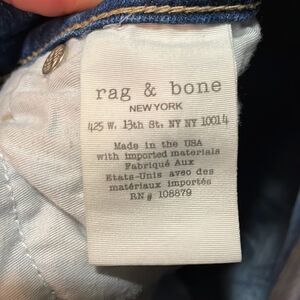 rag & bone
NEW YORK
425 W. 13th St. NY NY 10014
Made in the USA
with imported materials
Fabriqué Aux
Etats-Unis avec des
matériaux importés
RN# 108879